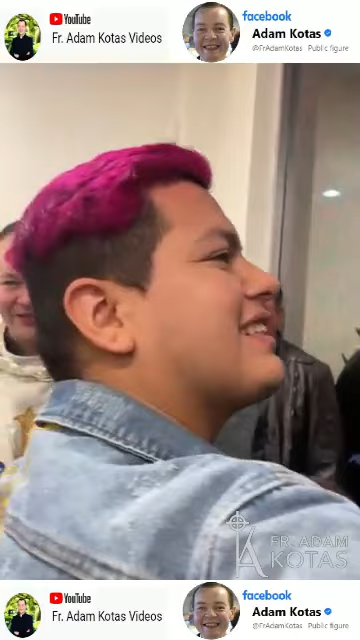 YouTube
Fr. Adam Kotas Videos
facebook
Adam Kotas
@FrAdamKotas · Public figure
FR. ADAM
KOTAS
YouTube
Fr. Adam Kotas Videos
facebook
Adam Kotas
@FrAdamKotas · Public figure